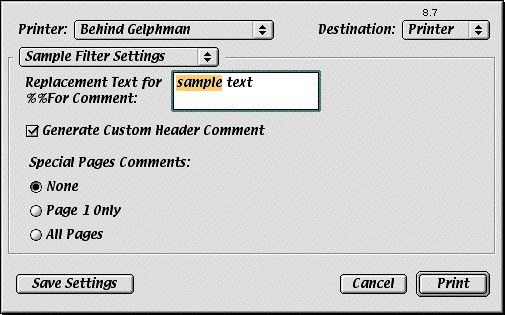 8.7
Printer: Behind Gelphman Destination: Printer
Sample Filter Settings
Replacement Text for
%%For Comment:
sample text
Generate Custom Header Comment
Special Pages Comments:
None
Page 1 Only
All Pages
Save Settings Cancel Print